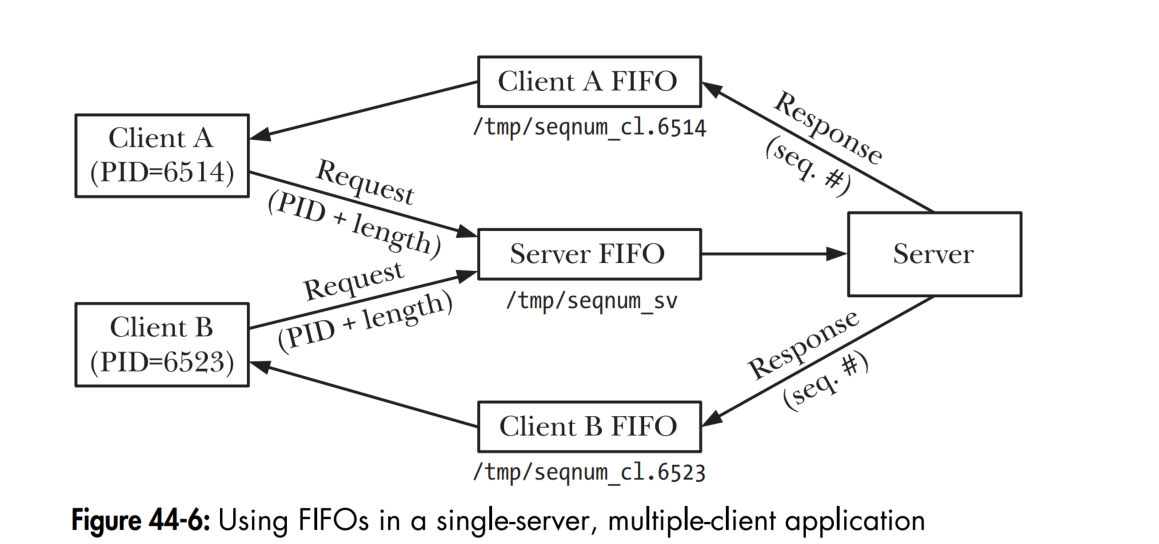 Client A FIFO
/tmp/seqnum_cl.6514
Response
(seq. #)
Client A
(PID=6514)
Request
(PID + length)
Server FIFO
/tmp/seqnum_sv
Server
Request
(PID + length)
Client B
(PID=6523)
Response
(seq. #)
Client B FIFO
/tmp/seqnum_cl.6523
Figure 44-6: Using FIFOs in a single-server, multiple-client application